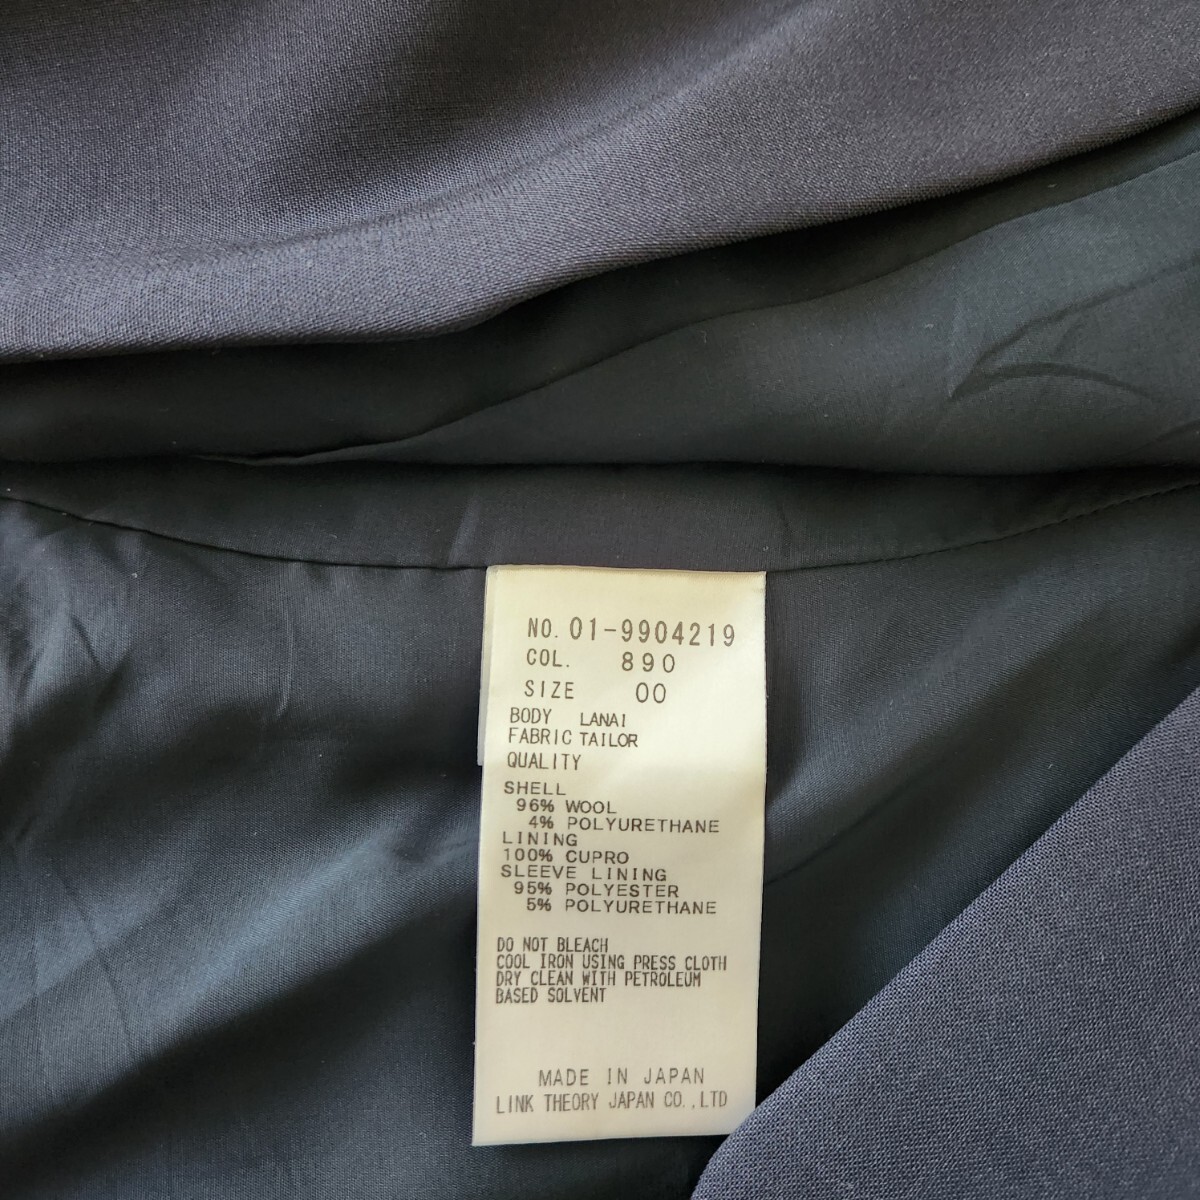 NO. 01-9904219
COL. 890
SIZE 00
BODY LANAI
FABRIC TAILOR
QUALITY
SHELL
96% WOOL
4% POLYURETHANE
LINING
100% CUPRO
SLEEVE LINING
95% POLYESTER
5% POLYURETHANE
DO NOT BLEACH
COOL IRON USING PRESS CLOTH
DRY CLEAN WITH PETROLEUM
BASED SOLVENT
MADE IN JAPAN
LINK THEORY JAPAN CO.,LTD